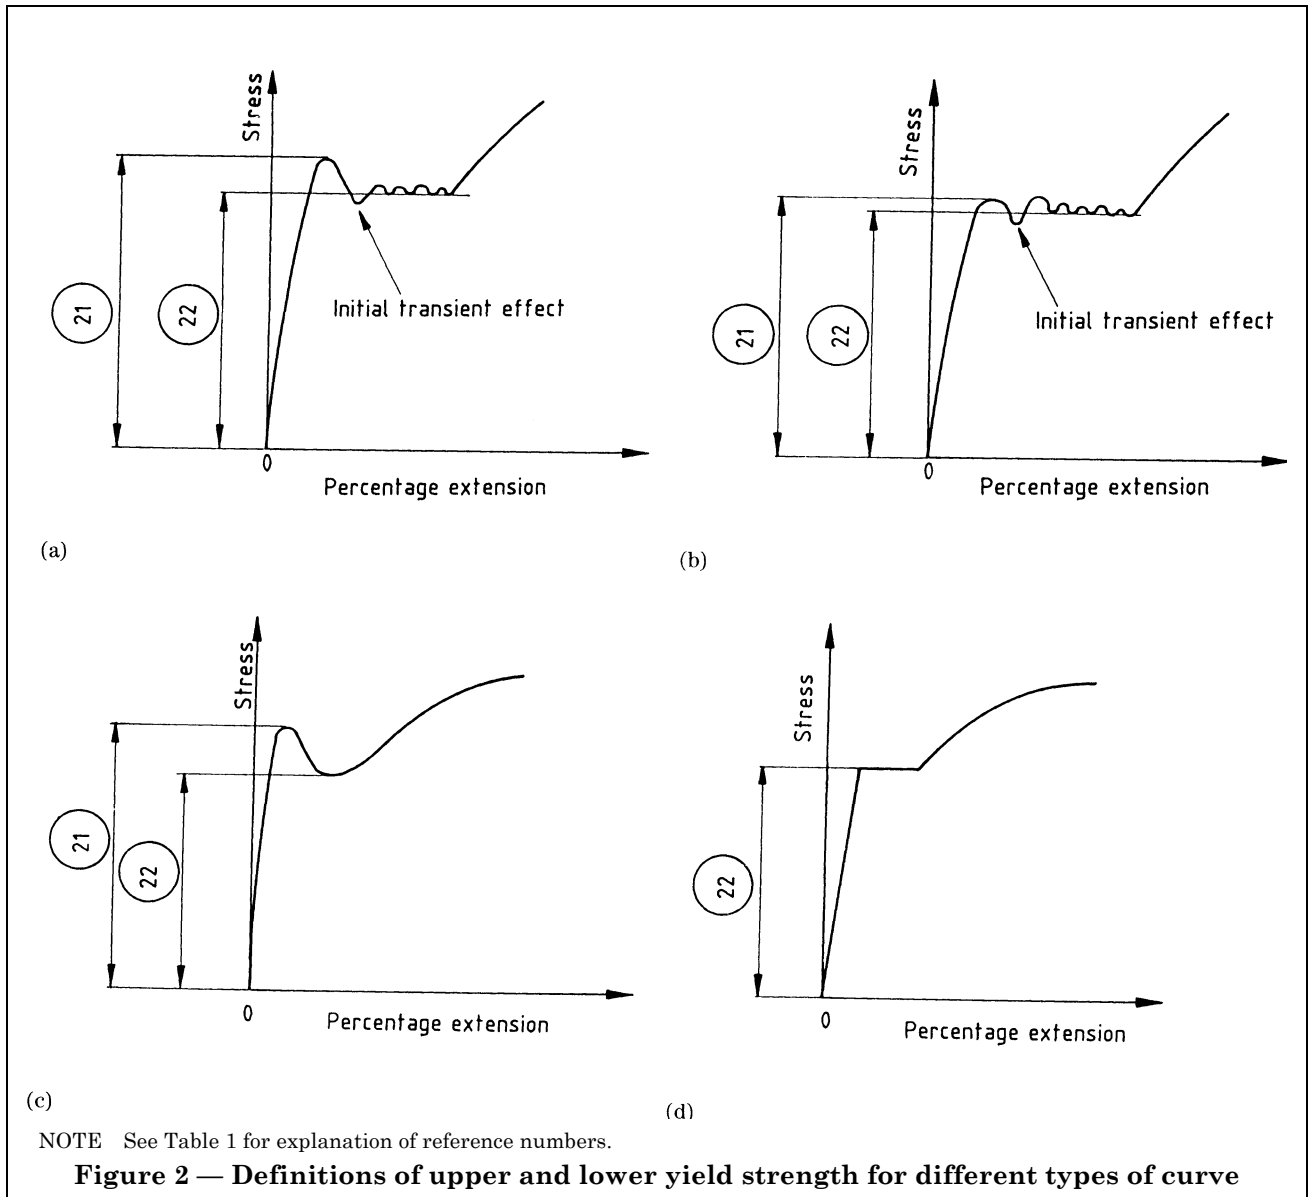 Stress
21
22
Initial transient effect
0
Percentage extension
(a)
Stress
21
22
Initial transient effect
0
Percentage extension
(b)
Stress
21
22
0
Percentage extension
(c)
Stress
22
0
Percentage extension
(d)
NOTE See Table 1 for explanation of reference numbers.
Figure 2 — Definitions of upper and lower yield strength for different types of curve